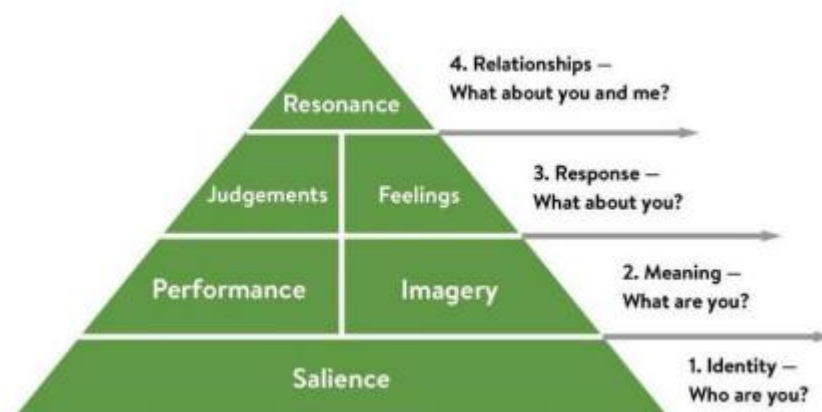 4. Relationships —
What about you and me?
Resonance
3. Response —
What about you?
Judgements
Feelings
2. Meaning —
What are you?
Performance
Imagery
1. Identity —
Who are you?
Salience